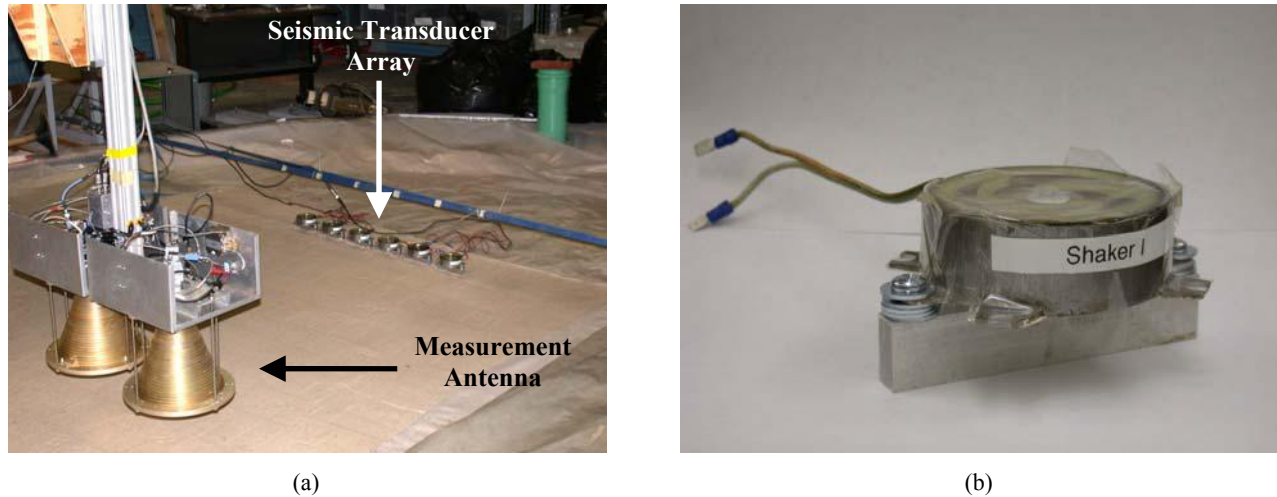 Seismic Transducer
Array
Measurement
Antenna
Shaker I
(a)
(b)